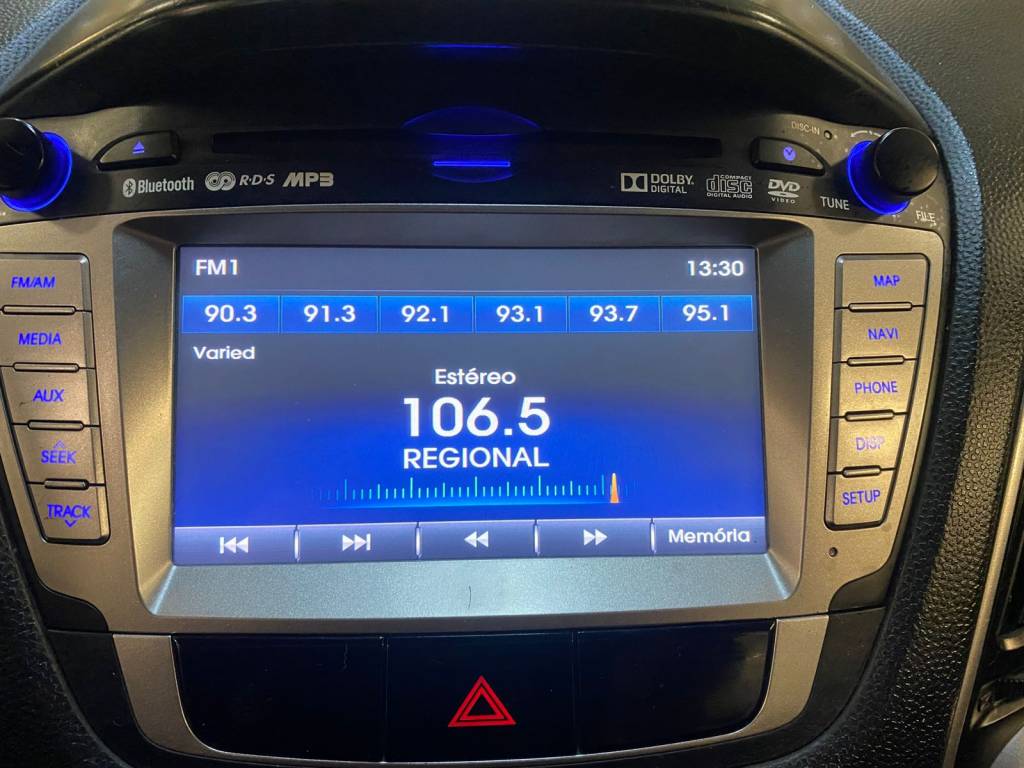 DISC-IN
Bluetooth R·D·S MP3
DOLBY DIGITAL COMPACT disc DIGITAL AUDIO DVD VIDEO
TUNE
FILE
FM/AM
MEDIA
AUX
SEEK
TRACK
FM1 13:30
90.3 91.3 92.1 93.1 93.7 95.1
Varied
Estéreo
106.5
REGIONAL
Memória
MAP
NAVI
PHONE
DISP
SETUP